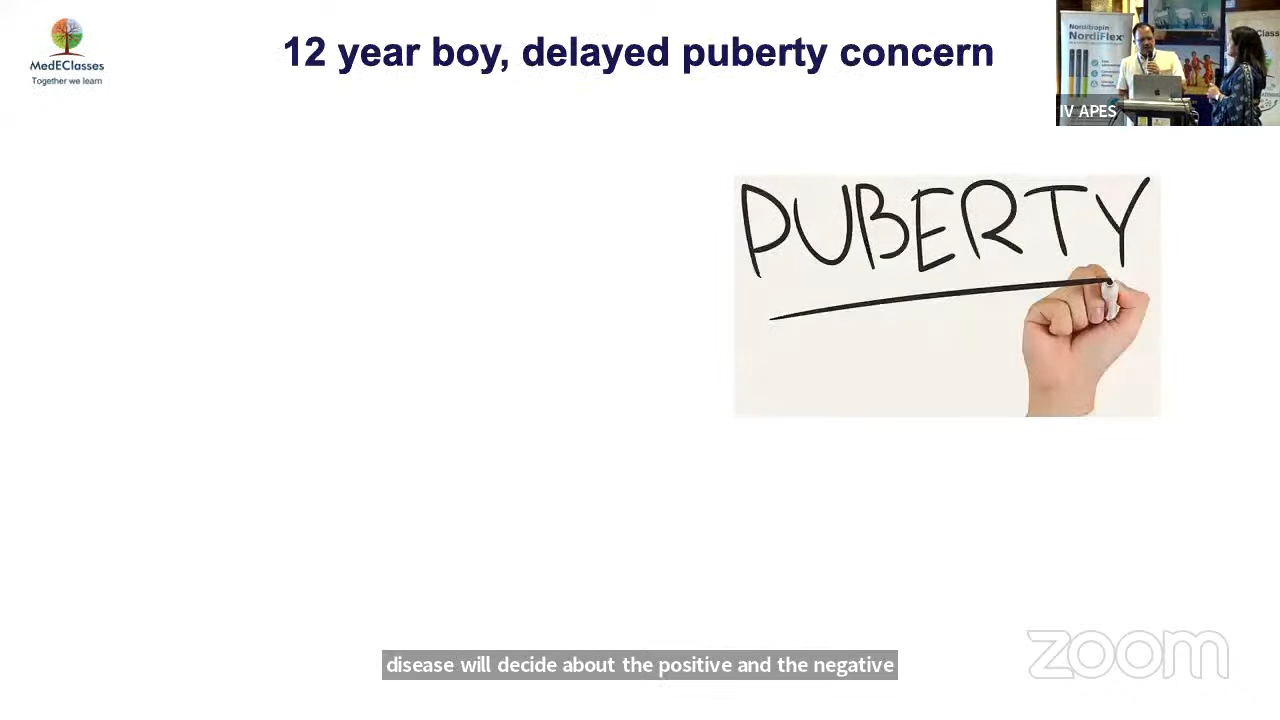 MedEClasses
Together we learn
12 year boy, delayed puberty concern
Norditropin
NordiFlex®
IV APES
PUBERTY
disease will decide about the positive and the negative
zoom